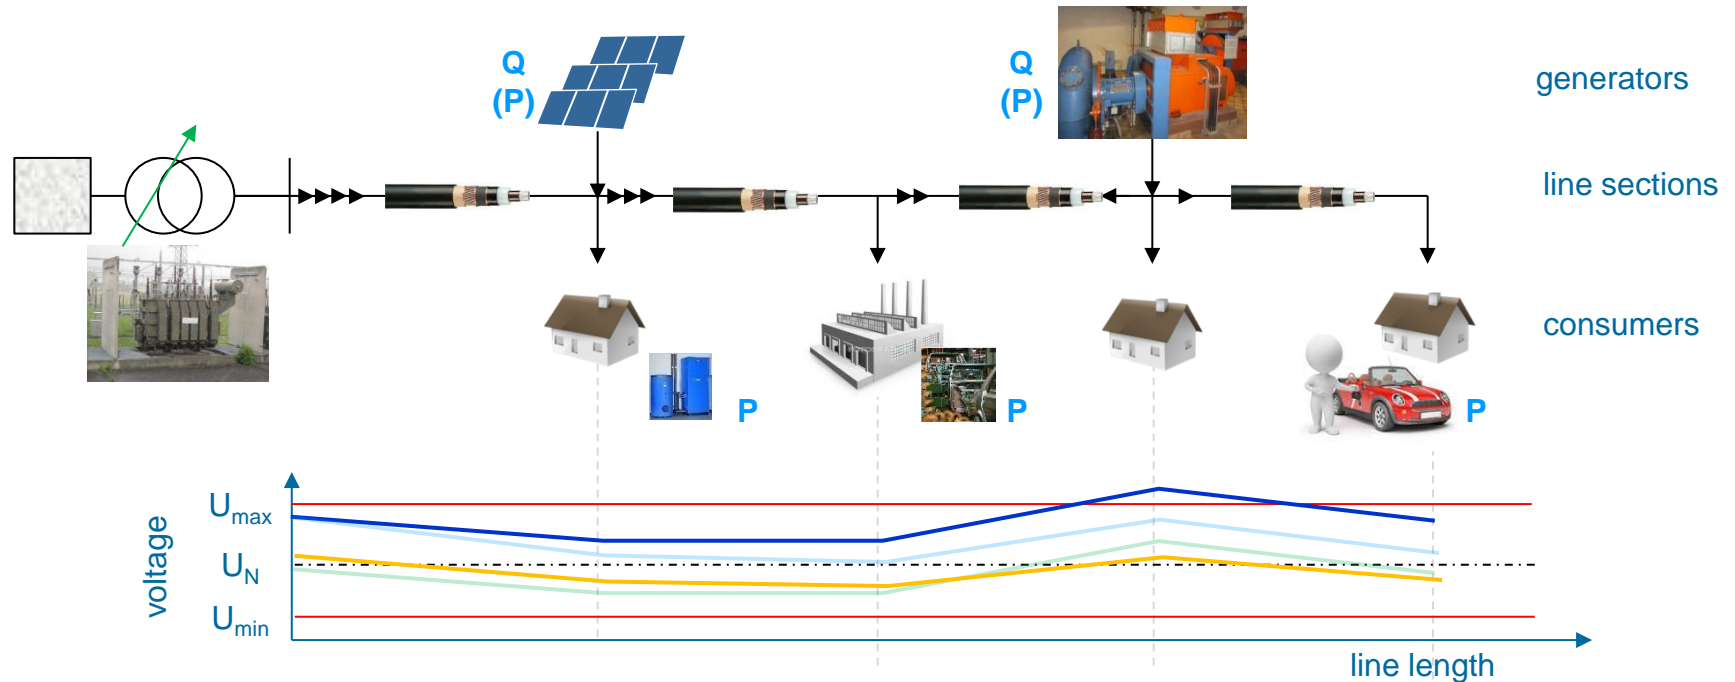 Q
(P)
Q
(P)
generators
line sections
consumers
P
P
P
voltage
Umax
UN
Umin
line length